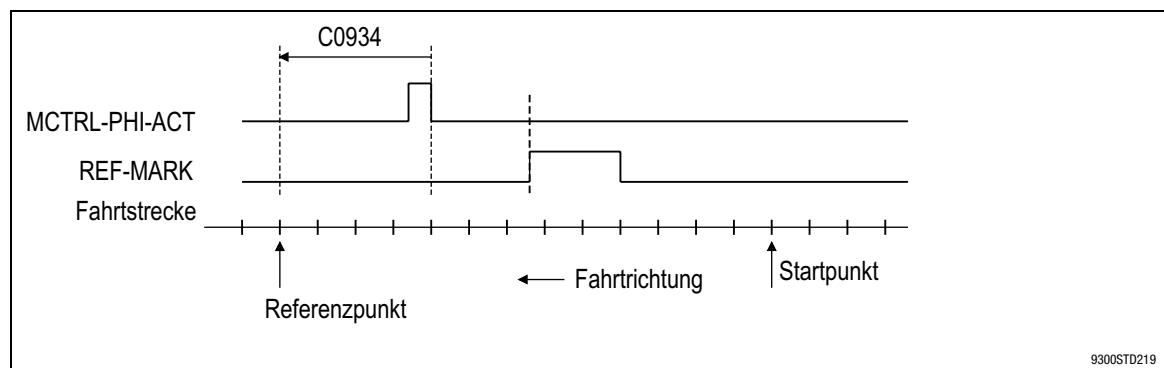 C0934
MCTRL-PHI-ACT
REF-MARK
Fahrtstrecke
Fahrtrichtung
Startpunkt
Referenzpunkt
9300STD219